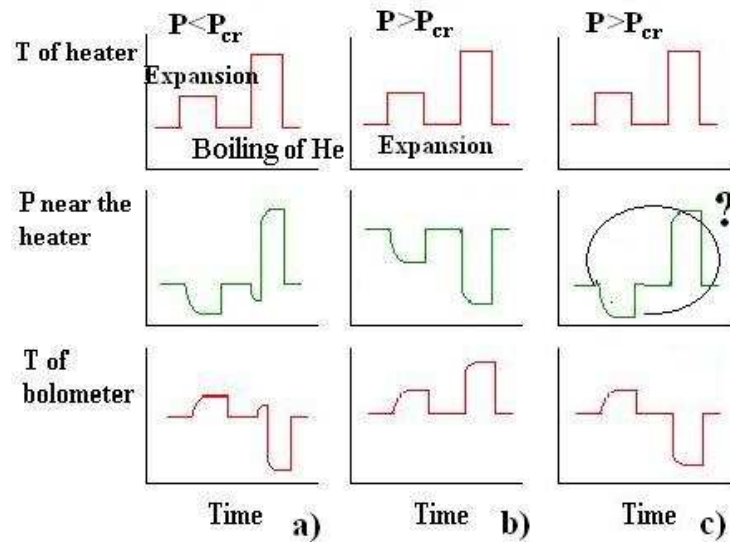 P<Pcr P>Pcr P>Pcr
T of heater
Expansion
Boiling of He
Expansion
P near the
heater
?
T of
bolometer
Time a) Time b) Time c)